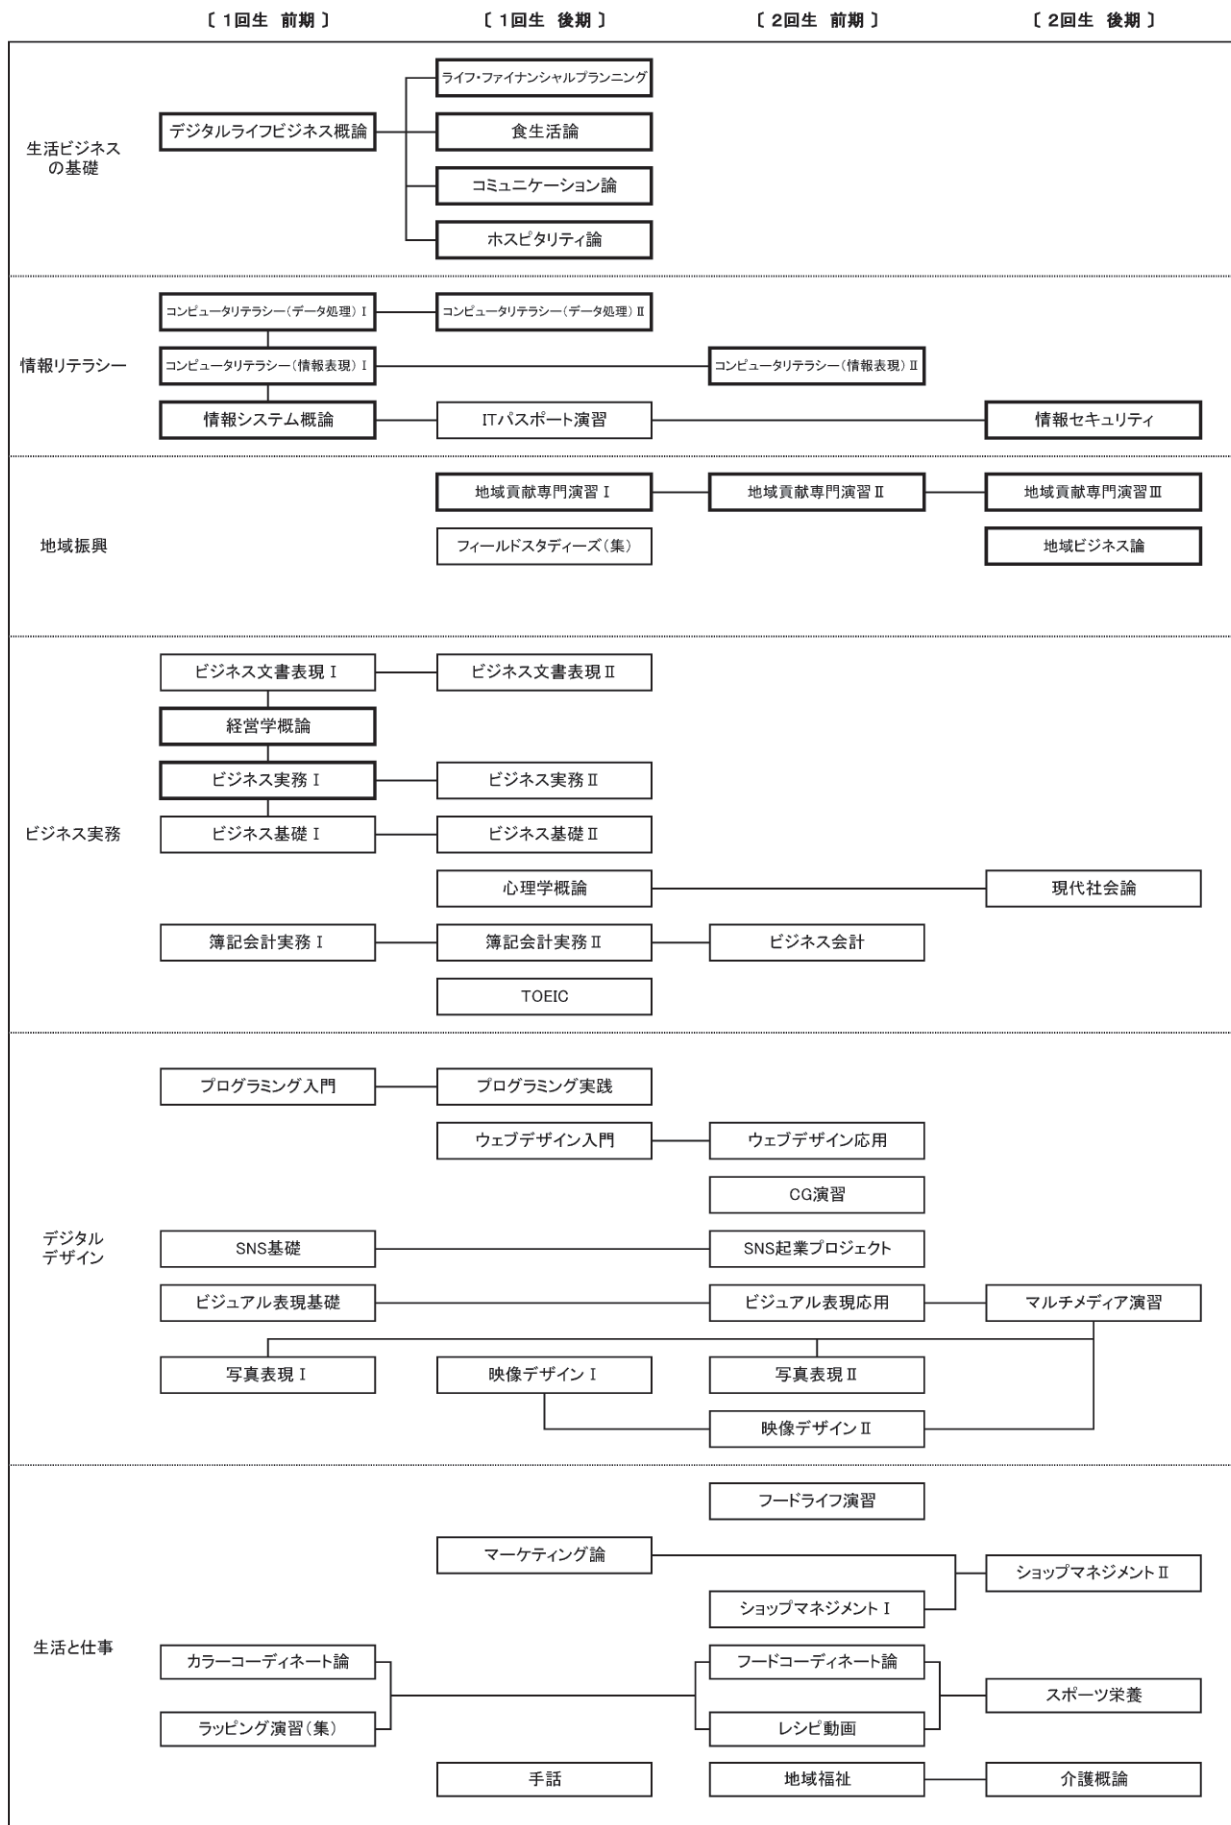 〔 1回生 前期 〕
〔 1回生 後期 〕
〔 2回生 前期 〕
〔 2回生 後期 〕
生活ビジネス
の基礎
デジタルライフビジネス概論
ライフ・ファイナンシャルプランニング
食生活論
コミュニケーション論
ホスピタリティ論
情報リテラシー
コンピュータリテラシー(データ処理)Ⅰ
コンピュータリテラシー(データ処理)Ⅱ
コンピュータリテラシー(情報表現)Ⅰ
コンピュータリテラシー(情報表現)Ⅱ
情報システム概論
ITパスポート演習
情報セキュリティ
地域振興
地域貢献専門演習Ⅰ
地域貢献専門演習Ⅱ
地域貢献専門演習Ⅲ
フィールドスタディーズ(集)
地域ビジネス論
ビジネス実務
ビジネス文書表現Ⅰ
ビジネス文書表現Ⅱ
経営学概論
ビジネス実務Ⅰ
ビジネス実務Ⅱ
ビジネス基礎Ⅰ
ビジネス基礎Ⅱ
心理学概論
現代社会論
簿記会計実務Ⅰ
簿記会計実務Ⅱ
ビジネス会計
TOEIC
デジタル
デザイン
プログラミング入門
プログラミング実践
ウェブデザイン入門
ウェブデザイン応用
CG演習
SNS基礎
SNS起業プロジェクト
ビジュアル表現基礎
ビジュアル表現応用
マルチメディア演習
写真表現Ⅰ
映像デザインⅠ
写真表現Ⅱ
映像デザインⅡ
生活と仕事
フードライフ演習
マーケティング論
ショップマネジメントⅡ
ショップマネジメントⅠ
カラーコーディネート論
フードコーディネート論
スポーツ栄養
ラッピング演習(集)
レシピ動画
手話
地域福祉
介護概論